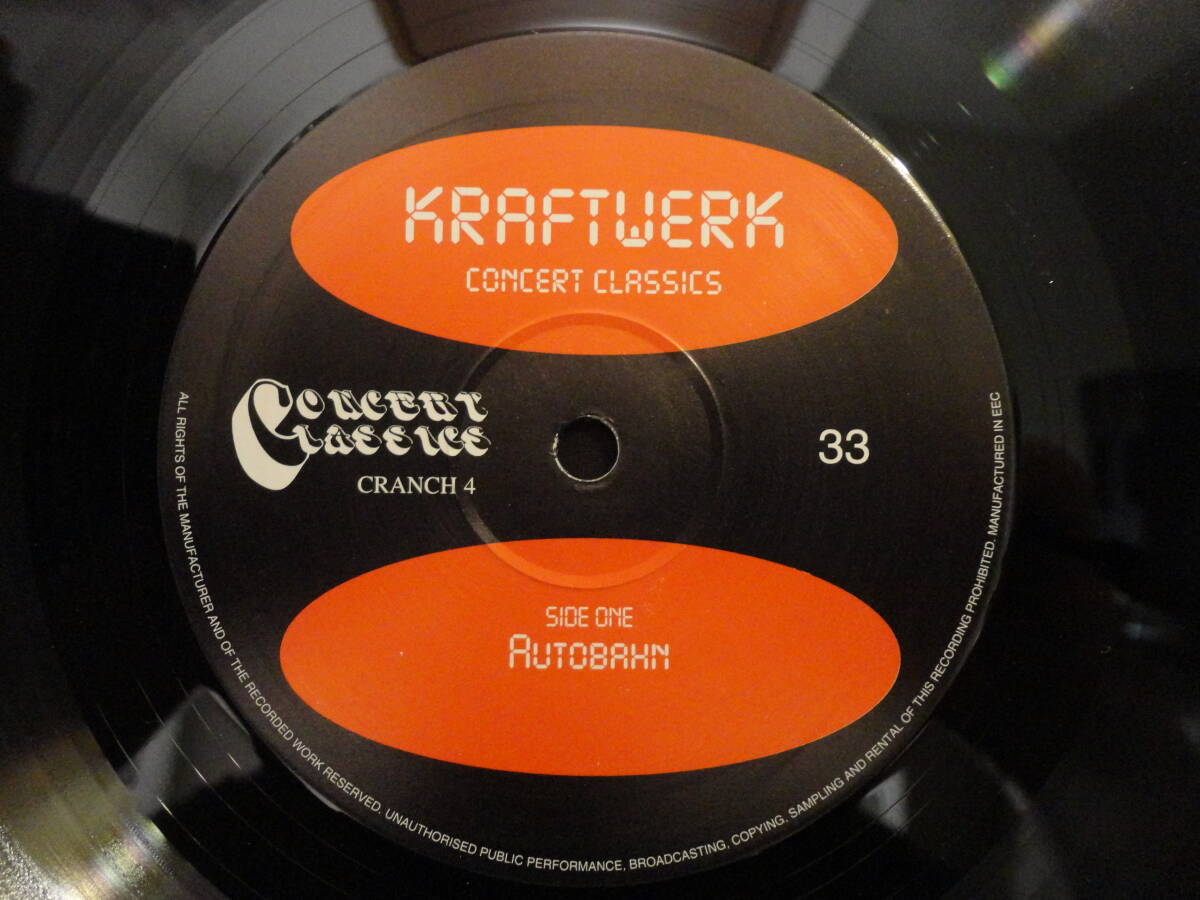 KRAFTWERK
CONCERT CLASSICS
CONCERT
CLASSICS
CRANCH 4
33
SIDE ONE
AUTOBAHN
ALL RIGHTS OF THE MANUFACTURER AND OF THE RECORDED WORK RESERVED. UNAUTHORISED PUBLIC PERFORMANCE, BROADCASTING, COPYING, SAMPLING AND RENTAL OF THIS RECORDING PROHIBITED. MANUFACTURED IN EEC